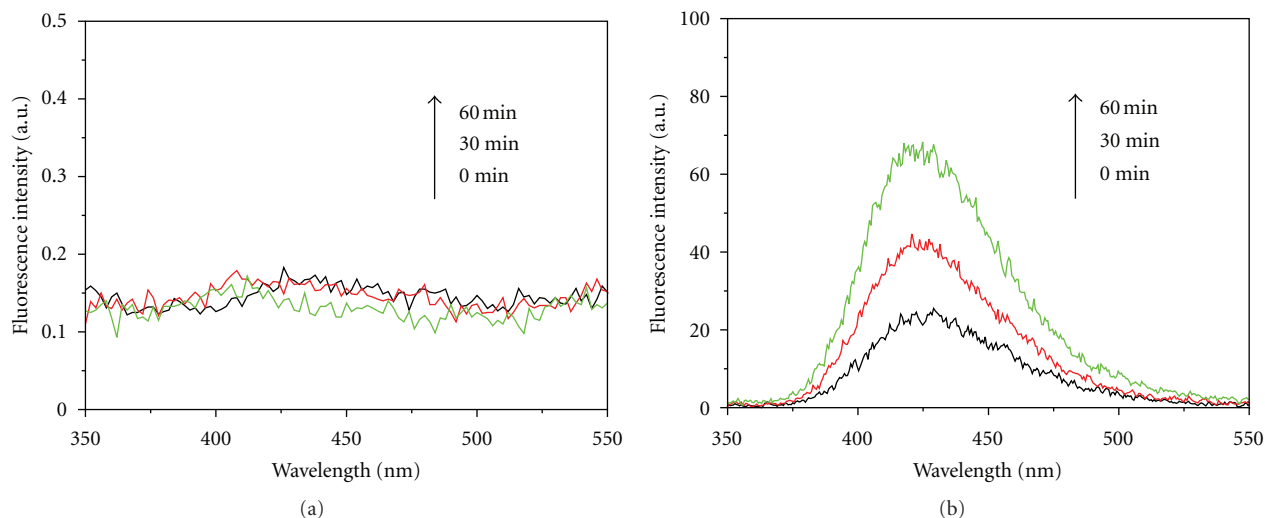 0.5
0.4
0.3
0.2
0.1
0
Fluorescence intensity (a.u.)
60 min
30 min
0 min
350
400
450
500
550
Wavelength (nm)
(a)
100
80
60
40
20
0
Fluorescence intensity (a.u.)
60 min
30 min
0 min
350
400
450
500
550
Wavelength (nm)
(b)